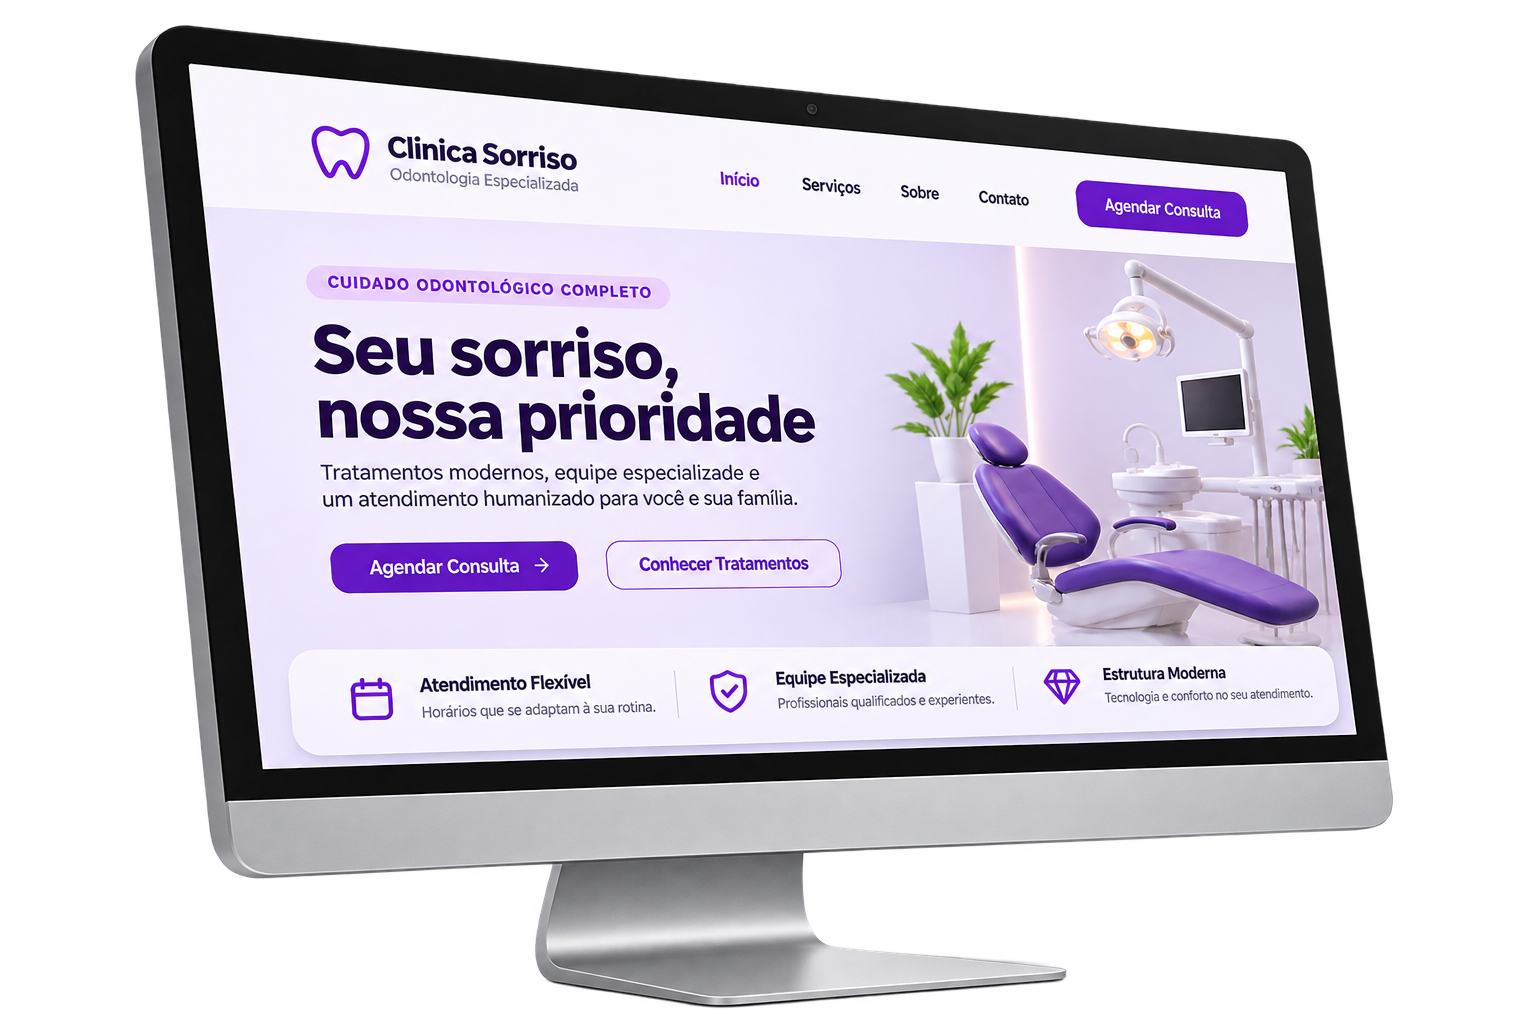 Clinica Sorriso
Odontologia Especializada
Início
Serviços
Sobre
Contato
Agendar Consulta
CUIDADO ODONTOLÓGICO COMPLETO
Seu sorriso,
nossa prioridade
Tratamentos modernos, equipe especializade e
um atendimento humanizado para você e sua família.
Agendar Consulta →
Conhecer Tratamentos
Atendimento Flexível
Horários que se adaptam à sua rotina.
Equipe Especializada
Profissionais qualificados e experientes.
Estrutura Moderna
Tecnologia e conforto no seu atendimento.